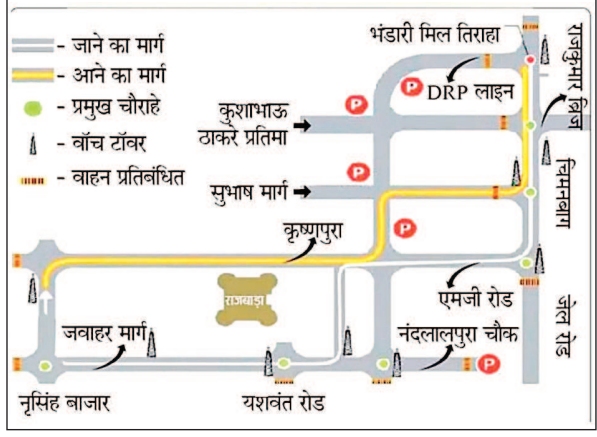 - जाने का मार्ग
- आने का मार्ग
- प्रमुख चौराहे
- वॉच टॉवर
- वाहन प्रतिबंधित
भंडारी मिल तिराहा
राजकुमार ब्रिज
P
DRP लाइन
P
कुशाभाऊ
ठाकरे प्रतिमा
चिमनबाग
P
सुभाष मार्ग
कृष्णपुरा
P
राजबाड़ा
एमजी रोड
जेल रोड
जवाहर मार्ग
नंदलालपुरा चौक
P
नृसिंह बाजार
यशवंत रोड